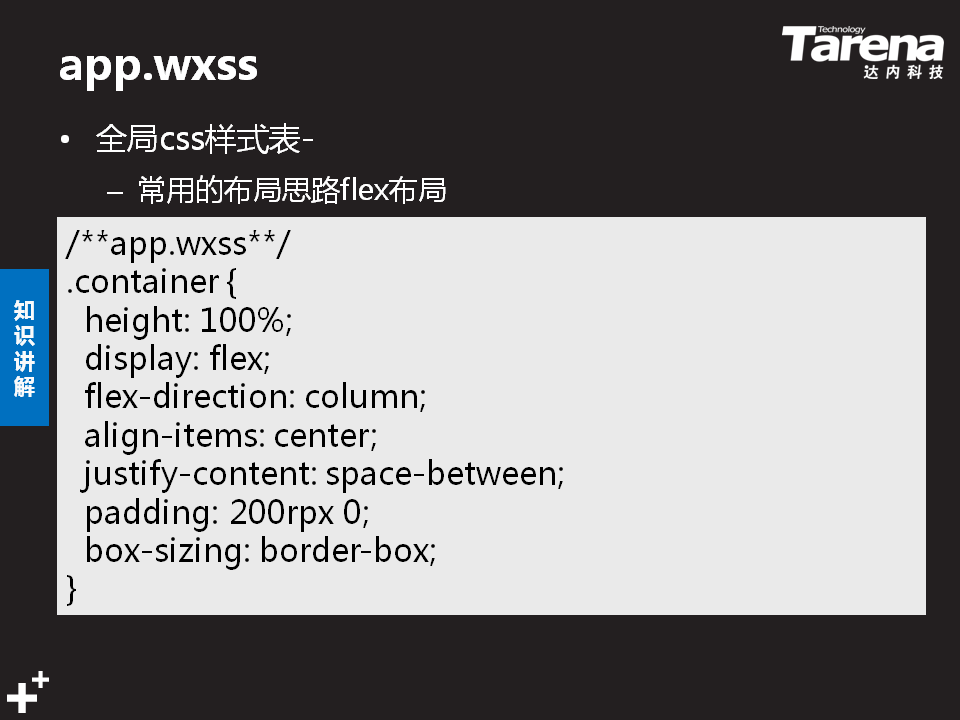 Technology
Tarena
达内科技
app.wxss
• 全局css样式表-
– 常用的布局思路flex布局
知识讲解
/**app.wxss**/
.container {
  height: 100%;
  display: flex;
  flex-direction: column;
  align-items: center;
  justify-content: space-between;
  padding: 200rpx 0;
  box-sizing: border-box;
}